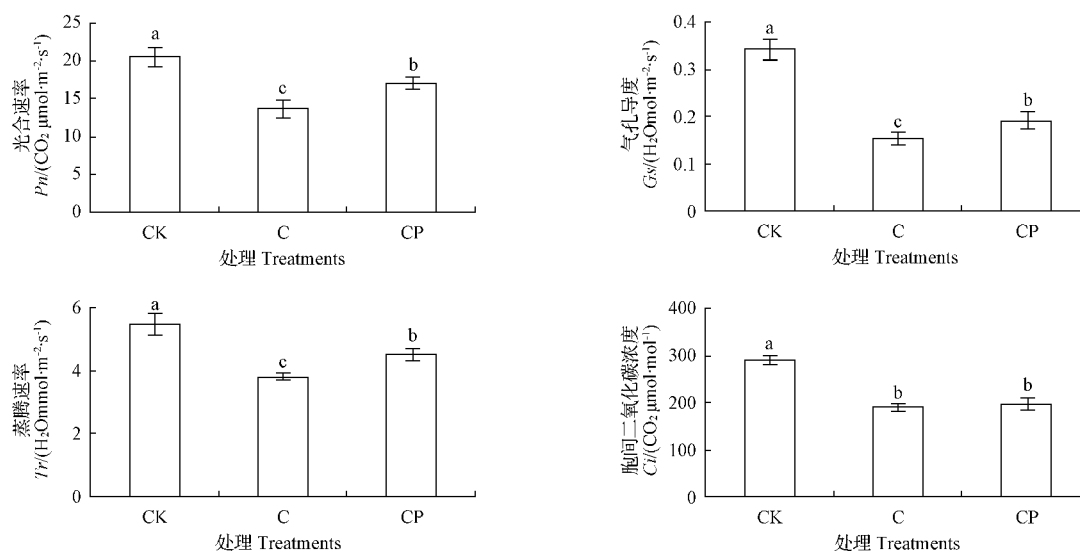 光合速率
Pn/(CO₂ μmol·m⁻²·s⁻¹)
25
20
15
10
5
0
a
c
b
CK
C
CP
处理 Treatments
气孔导度
Gs/(H₂Omol·m⁻²·s⁻¹)
0.4
0.3
0.2
0.1
0
a
c
b
CK
C
CP
处理 Treatments
蒸腾速率
Tr/(H₂Ommol·m⁻²·s⁻¹)
6
4
2
0
a
c
b
CK
C
CP
处理 Treatments
胞间二氧化碳浓度
Ci/(CO₂ μmol·mol⁻¹)
400
300
200
100
0
a
b
b
CK
C
CP
处理 Treatments